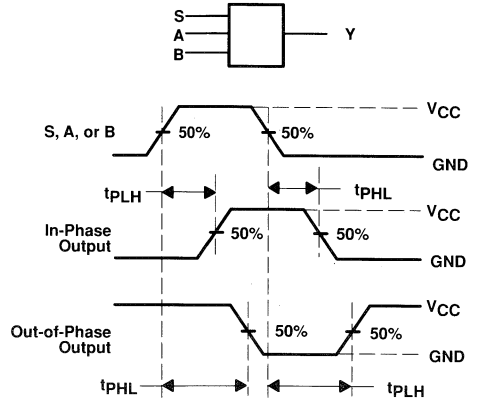 S
A
B
Y
S, A, or B
50%
50%
VCC
GND
tPLH
tPHL
In-Phase
Output
50%
50%
VCC
GND
Out-of-Phase
Output
50%
50%
VCC
GND
tPHL
tPLH